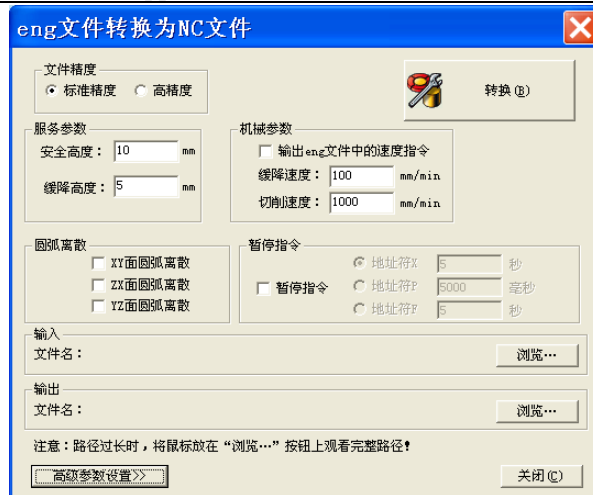 eng文件转换为NC文件
文件精度
标准精度 高精度
转换(B)
服务参数
安全高度： 10 mm
缓降高度： 5 mm
机械参数
输出eng文件中的速度指令
缓降速度： 100 mm/min
切削速度： 1000 mm/min
圆弧离散
XY面圆弧离散
ZX面圆弧离散
YZ面圆弧离散
暂停指令
暂停指令
地址符X 5 秒
地址符P 5000 毫秒
地址符F 5 秒
输入
文件名：
浏览…
输出
文件名：
浏览…
注意：路径过长时，将鼠标放在“浏览…”按钮上观看完整路径！
高级参数设置>>
关闭(C)